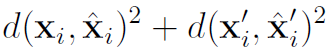 d(𝐱ᵢ, 𝐱̂ᵢ)² + d(𝐱′ᵢ, 𝐱̂′ᵢ)²